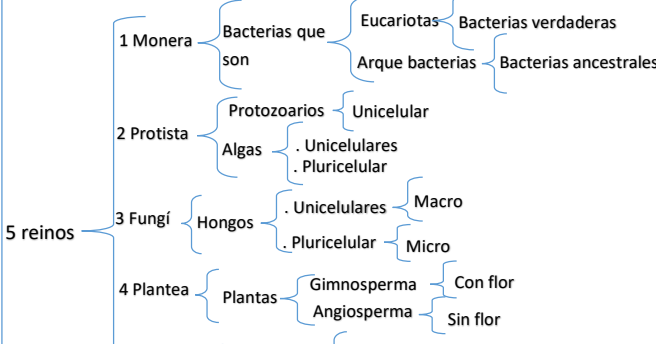 5 reinos
1 Monera
Bacterias que
son
Eucariotas
Bacterias verdaderas
Arque bacterias
Bacterias ancestrales
2 Protista
Protozoarios
Unicelular
Algas
. Unicelulares
. Pluricelular
3 Fungí
Hongos
. Unicelulares
Macro
. Pluricelular
Micro
4 Plantea
Plantas
Gimnosperma
Con flor
Angiosperma
Sin flor